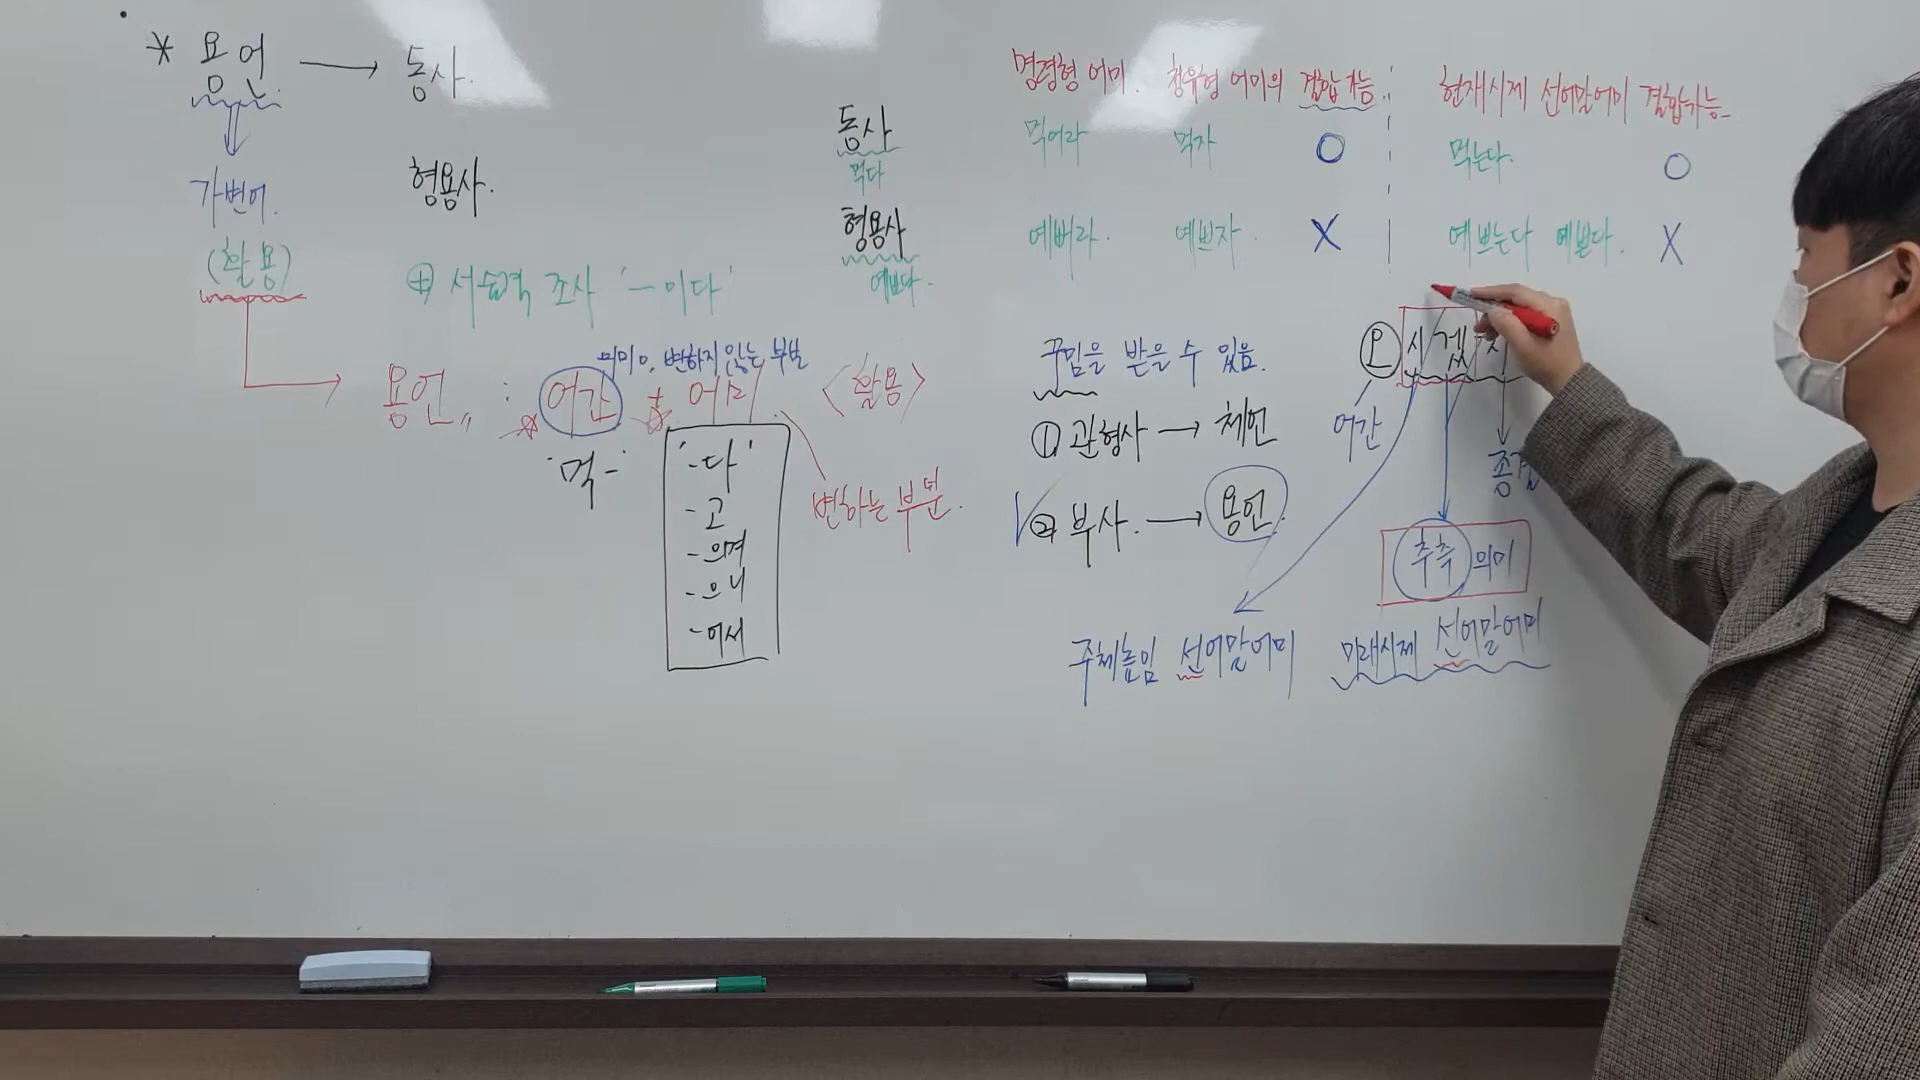 * 용언 → 동사.
형용사.
가변어.
(활용)
⊕ 서술격 조사 '-이다'
의미 O, 변하지 않는 부분
용언 : 어간 + 어미 <활용>
'먹-'
'-다'
-고
-의겨
-으니
-어서
변하는 부분.
명령형 어미. 청유형 어미의 결합 가능.
현재시제 선어말어미 결합가능
동사 먹어라 먹자 O 먹는다. O
먹다
형용사 예뻐라. 예쁘자. X 예쁘는다 예쁜다. X
예쁘다.
꾸밈을 받을 수 있음.
① 관형사 → 체언
② 부사. → 용언.
시 겠
어간
종결
추측 의미
주체높임 선어말어미
미래시제 선어말어미